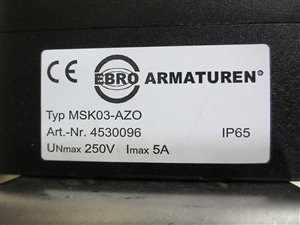 CE EBRO ARMATUREN®
Typ MSK03-AZO
Art.-Nr. 4530096 IP65
UNmax 250V Imax 5A